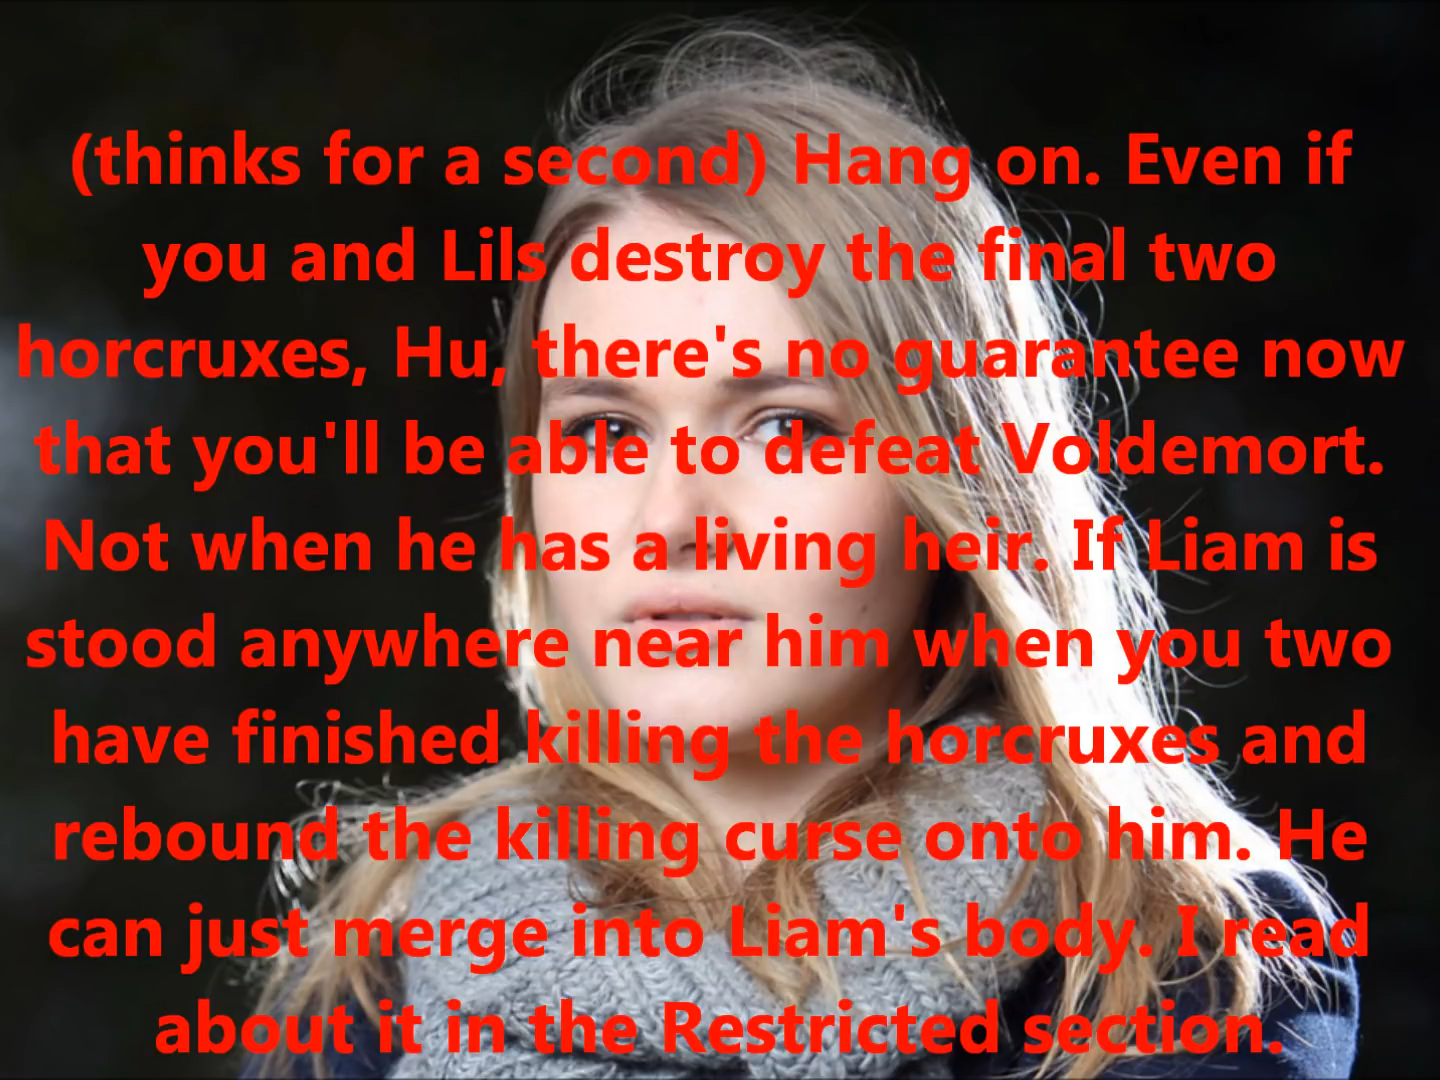 (thinks for a second) Hang on. Even if
you and Lils destroy the final two
horcruxes, Hu, there's no guarantee now
that you'll be able to defeat Voldemort.
Not when he has a living heir. If Liam is
stood anywhere near him when you two
have finished killing the horcruxes and
rebound the killing curse onto him. He
can just merge into Liam's body. I read
about it in the Restricted section.